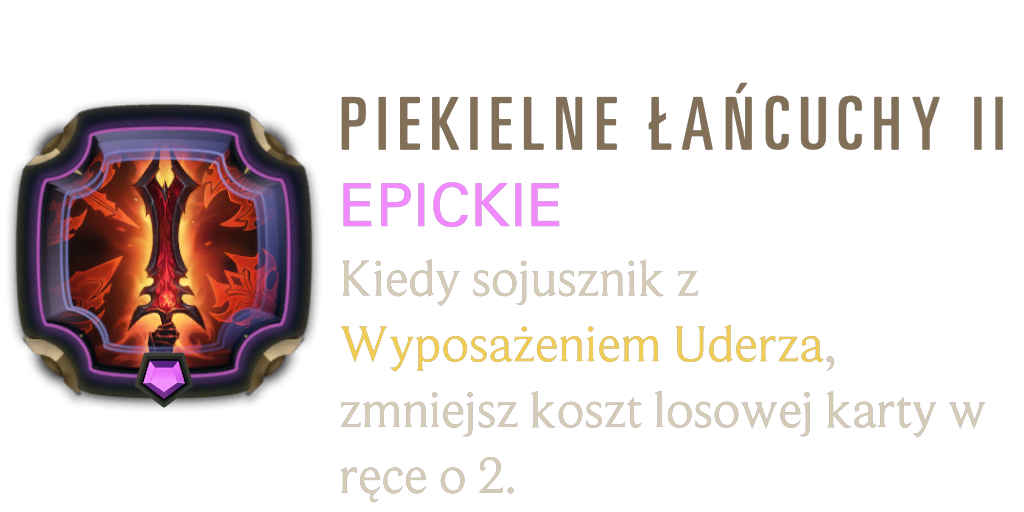 PIEKIELNE ŁAŃCUCHY II
EPICKIE
Kiedy sojusznik z
Wyposażeniem Uderza,
zmniejsz koszt losowej karty w
ręce o 2.